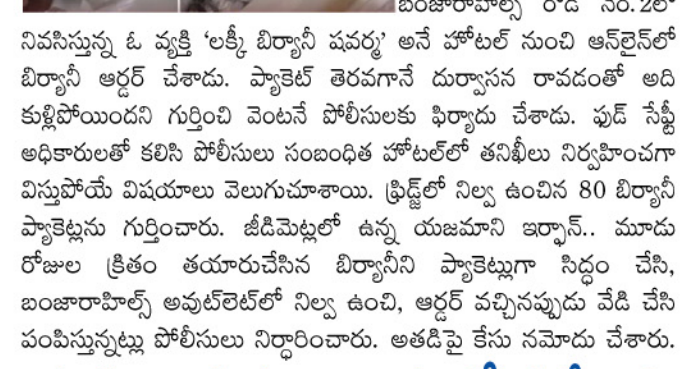 బంజారాహిల్స్ రోడ్ నం. 2లో
నివసిస్తున్న ఓ వ్యక్తి ‘లక్కీ బిర్యానీ షవర్మ’ అనే హోటల్ నుంచి ఆన్‌లైన్‌లో
బిర్యానీ ఆర్డర్ చేశాడు. ప్యాకెట్ తెరవగానే దుర్వాసన రావడంతో అది
కుళ్లిపోయిందని గుర్తించి వెంటనే పోలీసులకు ఫిర్యాదు చేశాడు. ఫుడ్ సేఫ్టీ
అధికారులతో కలిసి పోలీసులు సంబంధిత హోటల్‌లో తనిఖీలు నిర్వహించగా
విస్తుపోయే విషయాలు వెలుగుచూశాయి. ఫ్రిడ్జ్‌లో నిల్వ ఉంచిన 80 బిర్యానీ
ప్యాకెట్లను గుర్తించారు. జీడిమెట్లలో ఉన్న యజమాని ఇర్ఫాన్.. మూడు
రోజుల క్రితం తయారుచేసిన బిర్యానీని ప్యాకెట్లుగా సిద్ధం చేసి,
బంజారాహిల్స్ అవుట్‌లెట్‌లో నిల్వ ఉంచి, ఆర్డర్ వచ్చినప్పుడు వేడి చేసి
పంపిస్తున్నట్లు పోలీసులు నిర్ధారించారు. అతడిపై కేసు నమోదు చేశారు.